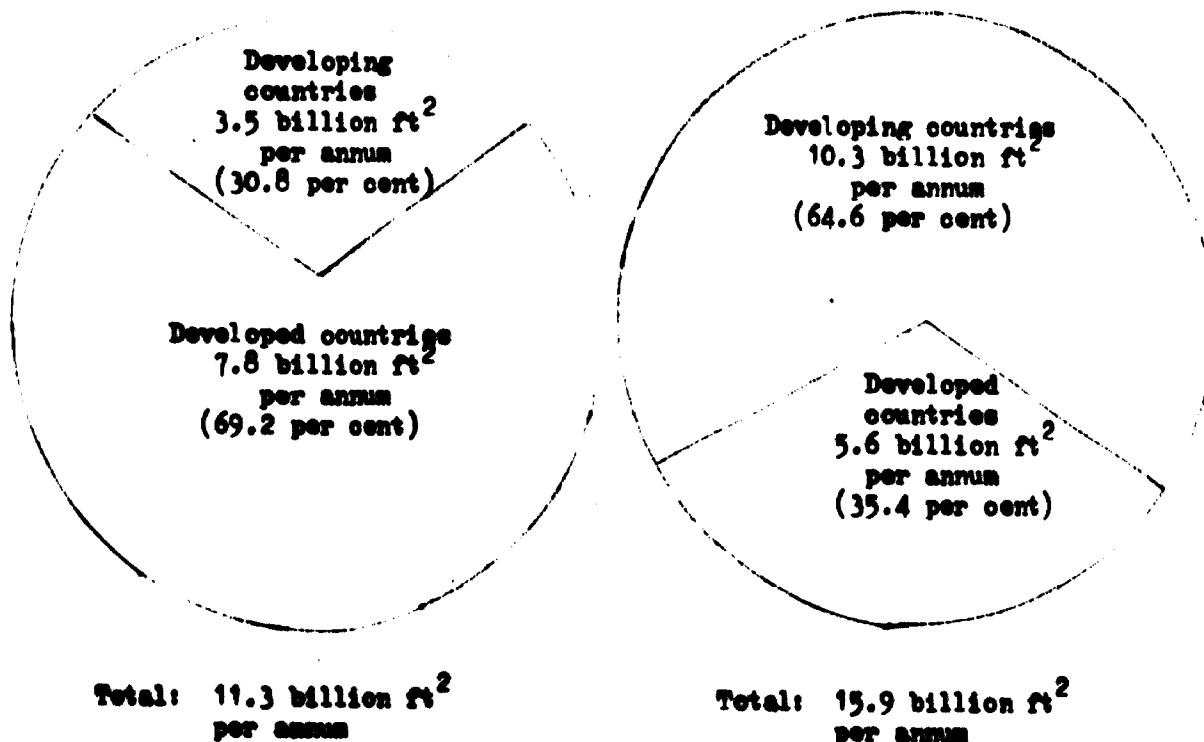 Developing
countries
3.5 billion ft²
per annum
(30.8 per cent)
Developed countries
7.8 billion ft²
per annum
(69.2 per cent)
Total: 11.3 billion ft²
per annum
Developing countries
10.3 billion ft²
per annum
(64.6 per cent)
Developed
countries
5.6 billion ft²
per annum
(35.4 per cent)
Total: 15.9 billion ft²
per annum